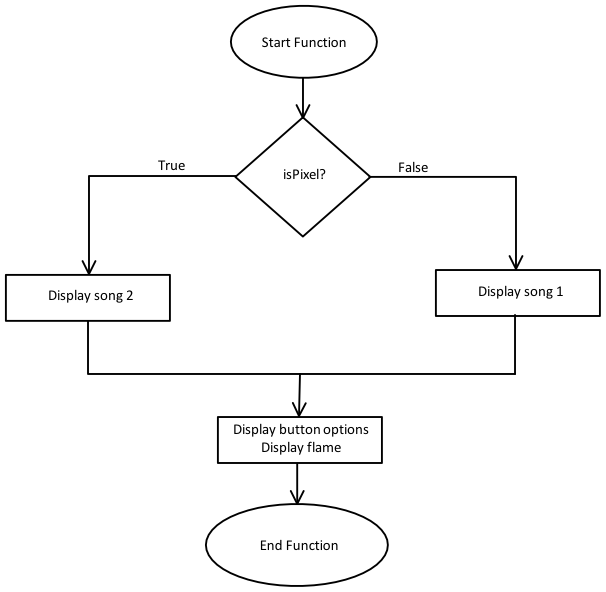 Start Function
isPixel?
True
False
Display song 2
Display song 1
Display button options
Display flame
End Function